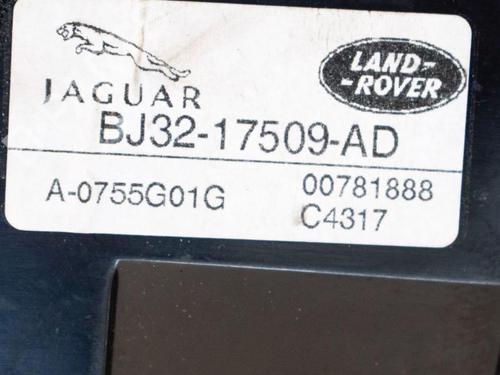 JAGUAR
LAND-
-ROVER
BJ32-17509-AD
A-0755G01G
00781888
C4317